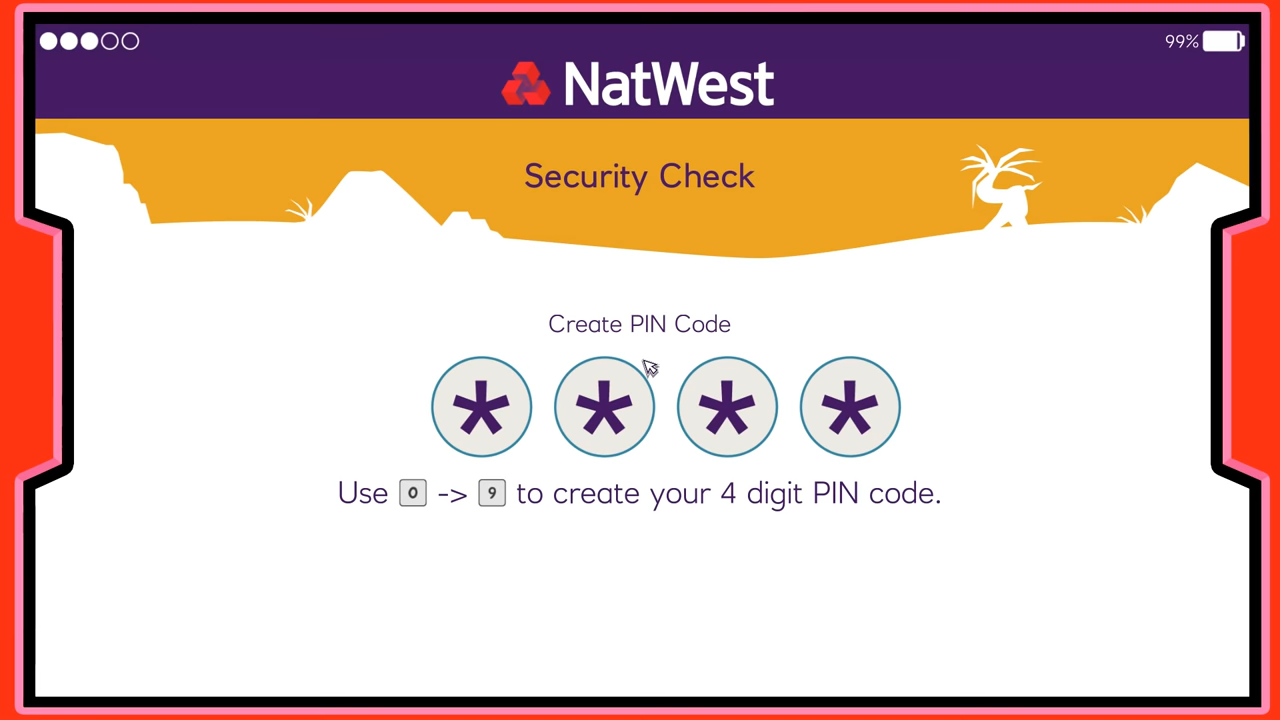 99%
NatWest
Security Check
Create PIN Code
* * * *
Use 0 -> 9 to create your 4 digit PIN code.